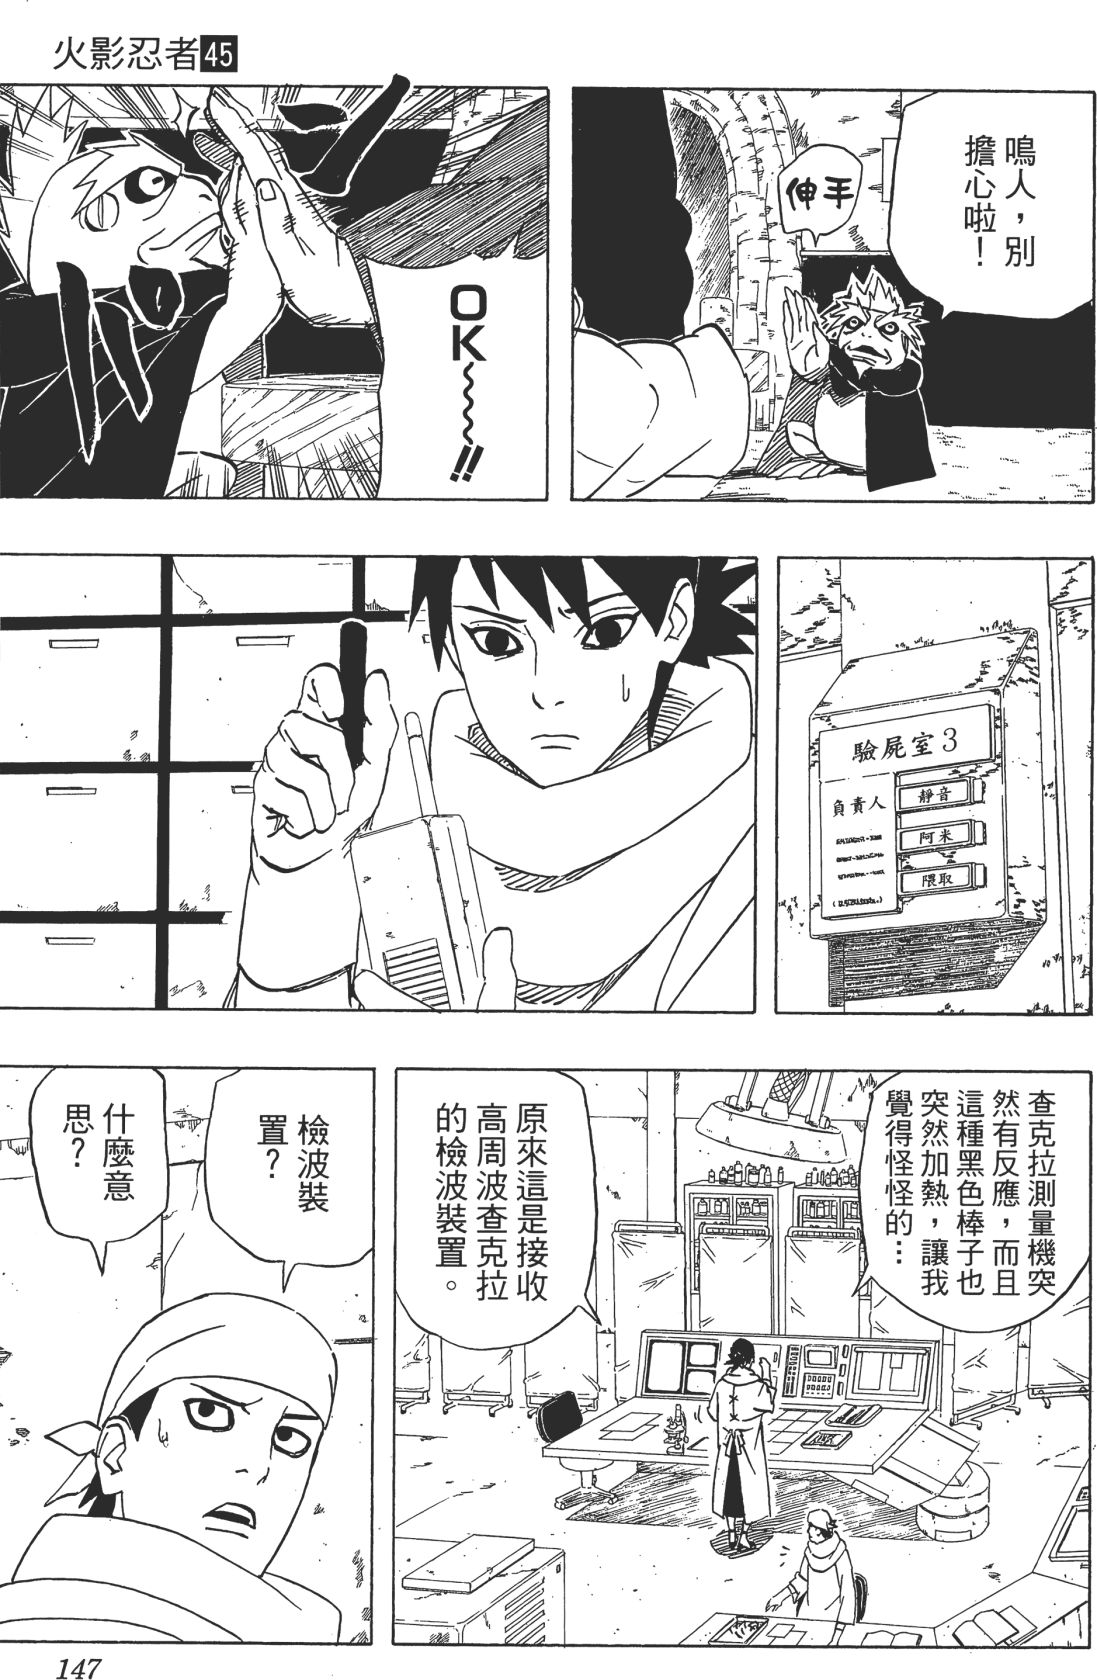 火影忍者45
鳴人，別
擔心啦！
伸手
OK～～～!!
驗屍室3
負責人
靜音
阿米
隈取
查克拉測量機突
然有反應，而且
這種黑色棒子也
突然加熱，讓我
覺得怪怪的…
原來這是接收
高周波查克拉
的檢波裝置。
檢波裝
置？
什麼意
思？
147